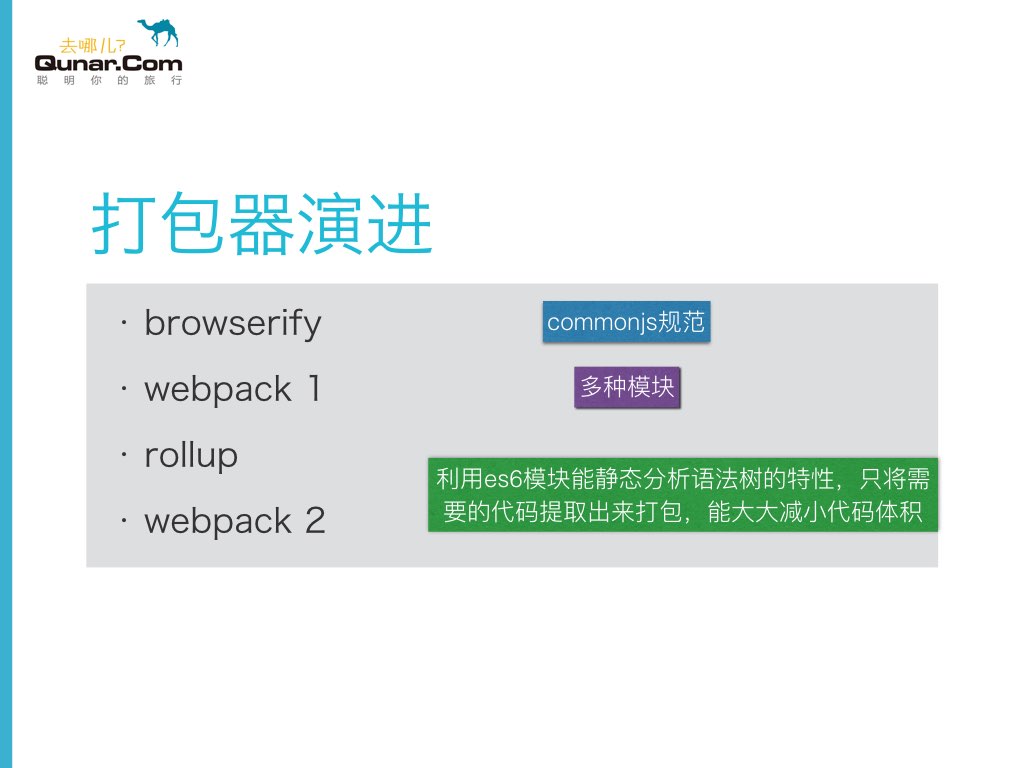 去哪儿?
Qunar.Com
聪明你的旅行
打包器演进
· browserify
commonjs规范
· webpack 1
多种模块
· rollup
· webpack 2
利用es6模块能静态分析语法树的特性，只将需
要的代码提取出来打包，能大大减小代码体积